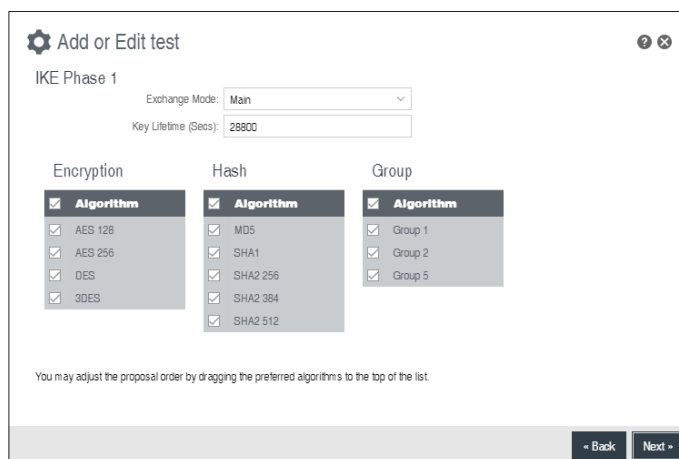 Add or Edit test
IKE Phase 1
Exchange Mode: Main
Key Lifetime (Secs): 28800
Encryption Hash Group
Algorithm Algorithm Algorithm
AES 128 MD5 Group 1
AES 256 SHA1 Group 2
DES SHA2 256 Group 5
3DES SHA2 384
SHA2 512
You may adjust the proposal order by dragging the preferred algorithms to the top of the list.
« Back Next »